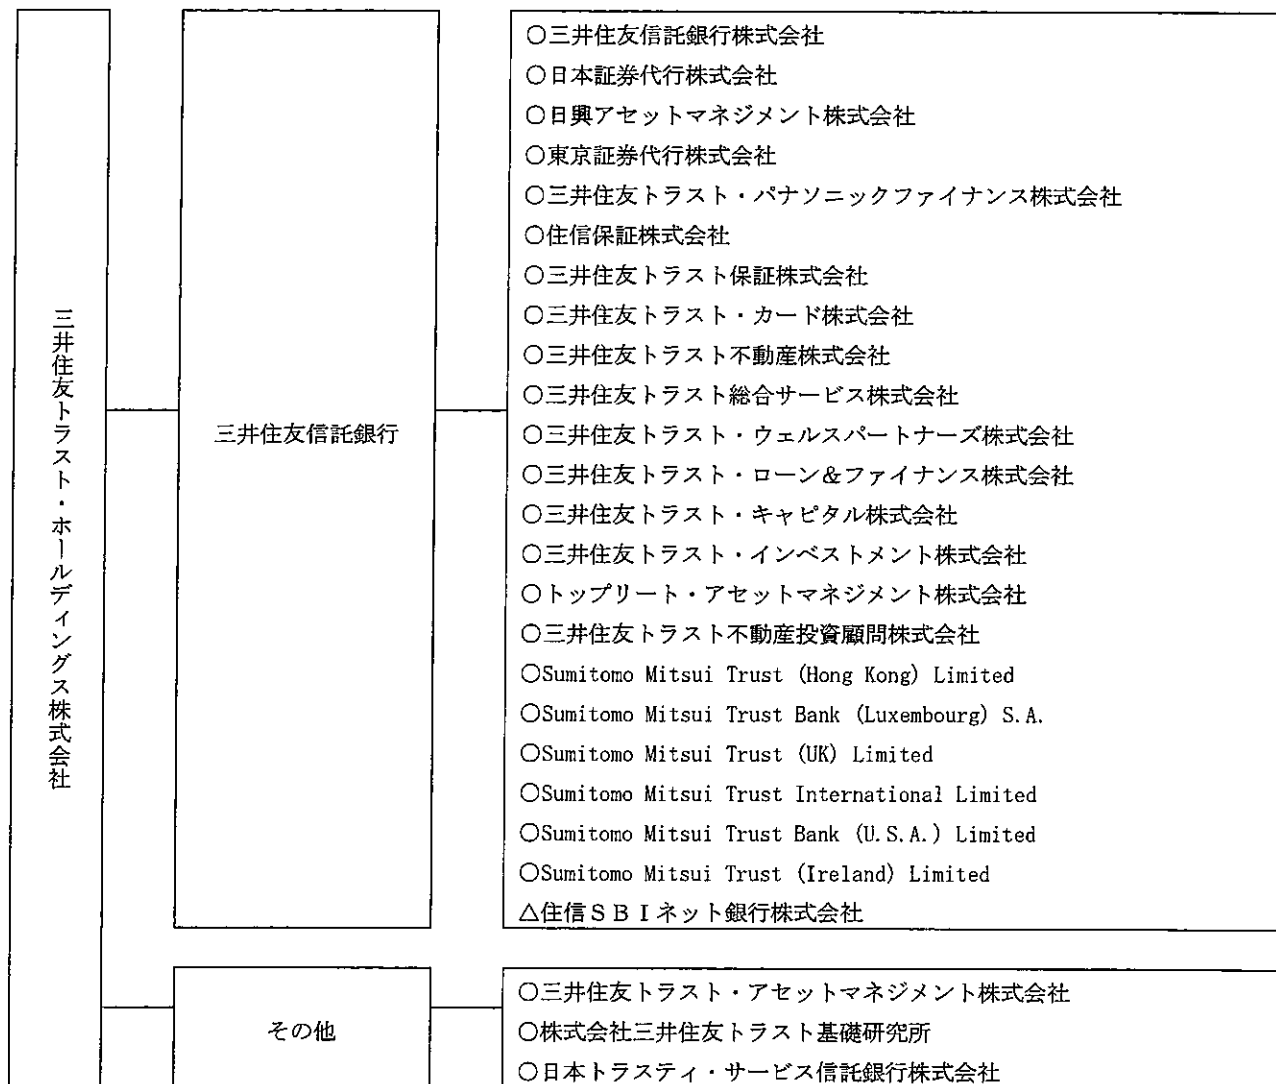 三井住友トラスト・ホールディングス株式会社
三井住友信託銀行
○三井住友信託銀行株式会社
○日本証券代行株式会社
○日興アセットマネジメント株式会社
○東京証券代行株式会社
○三井住友トラスト・パナソニックファイナンス株式会社
○住信保証株式会社
○三井住友トラスト保証株式会社
○三井住友トラスト・カード株式会社
○三井住友トラスト不動産株式会社
○三井住友トラスト総合サービス株式会社
○三井住友トラスト・ウェルスパートナーズ株式会社
○三井住友トラスト・ローン&ファイナンス株式会社
○三井住友トラスト・キャピタル株式会社
○三井住友トラスト・インベストメント株式会社
○トップリート・アセットマネジメント株式会社
○三井住友トラスト不動産投資顧問株式会社
○Sumitomo Mitsui Trust (Hong Kong) Limited
○Sumitomo Mitsui Trust Bank (Luxembourg) S.A.
○Sumitomo Mitsui Trust (UK) Limited
○Sumitomo Mitsui Trust International Limited
○Sumitomo Mitsui Trust Bank (U.S.A.) Limited
○Sumitomo Mitsui Trust (Ireland) Limited
△住信SBIネット銀行株式会社
その他
○三井住友トラスト・アセットマネジメント株式会社
○株式会社三井住友トラスト基礎研究所
○日本トラスティ・サービス信託銀行株式会社